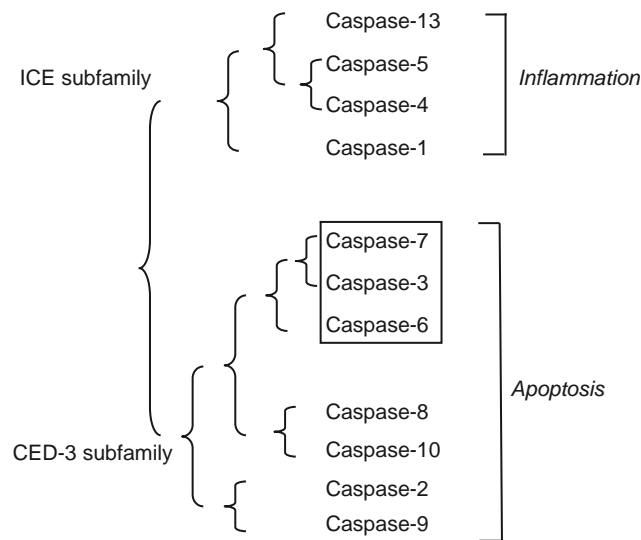 Caspase-13
ICE subfamily
Caspase-5
Inflammation
Caspase-4
Caspase-1
Caspase-7
Caspase-3
Caspase-6
Apoptosis
Caspase-8
CED-3 subfamily
Caspase-10
Caspase-2
Caspase-9